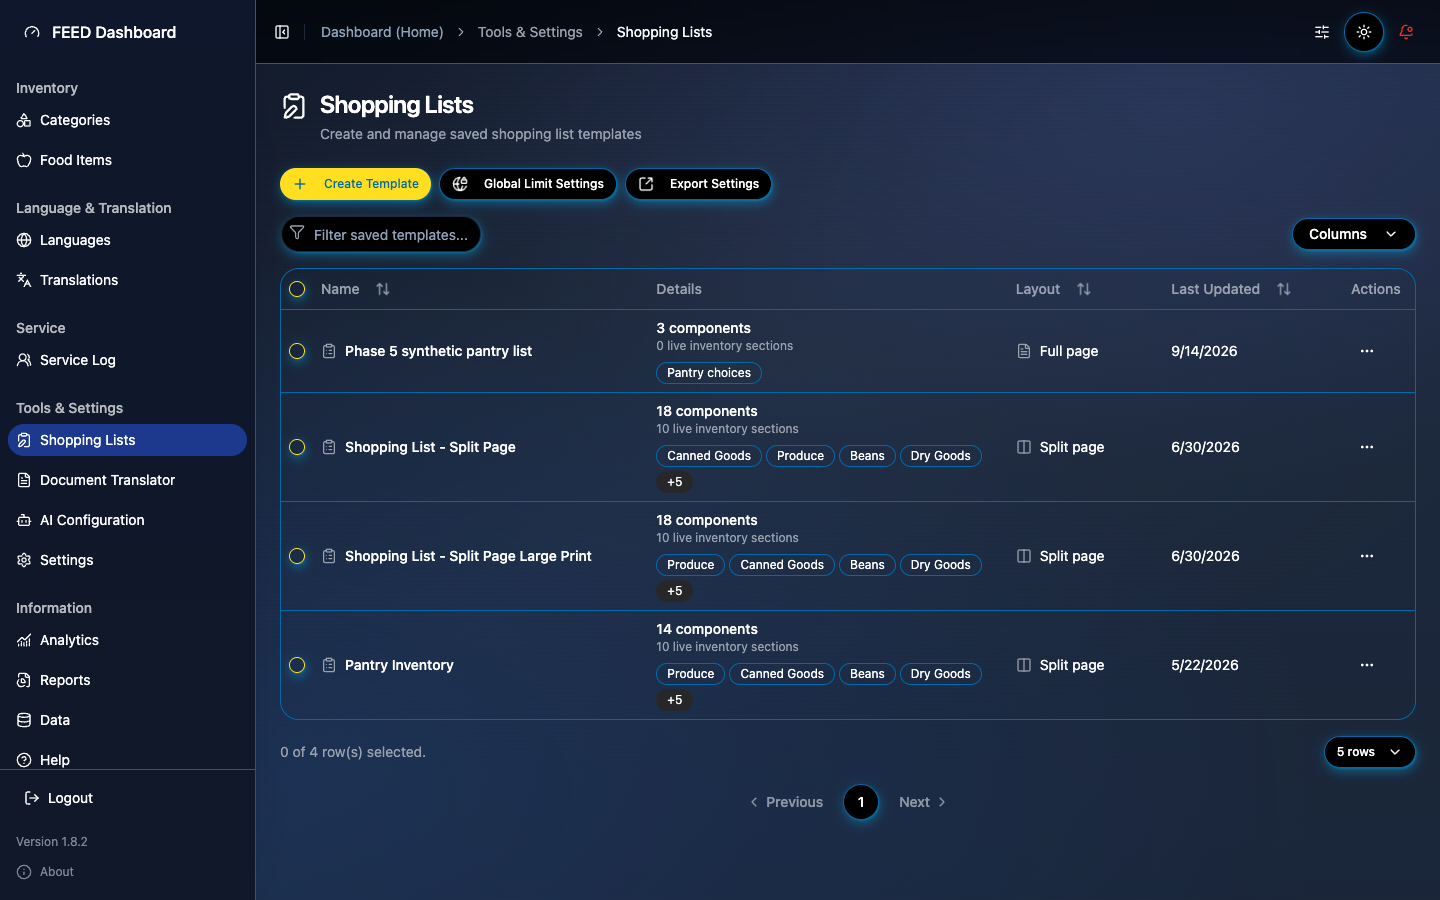 FEED Dashboard
Inventory
Categories
Food Items
Language & Translation
Languages
Translations
Service
Service Log
Tools & Settings
Shopping Lists
Document Translator
AI Configuration
Settings
Information
Analytics
Reports
Data
Help
Logout
Version 1.8.2
About
Dashboard (Home) > Tools & Settings > Shopping Lists
Shopping Lists
Create and manage saved shopping list templates
Create Template
Global Limit Settings
Export Settings
Filter saved templates...
Columns
Name Details Layout Last Updated Actions
Phase 5 synthetic pantry list
3 components
0 live inventory sections
Pantry choices
Full page
9/14/2026
Shopping List - Split Page
18 components
10 live inventory sections
Canned Goods Produce Beans Dry Goods
+5
Split page
6/30/2026
Shopping List - Split Page Large Print
18 components
10 live inventory sections
Produce Canned Goods Beans Dry Goods
+5
Split page
6/30/2026
Pantry Inventory
14 components
10 live inventory sections
Produce Canned Goods Beans Dry Goods
+5
Split page
5/22/2026
0 of 4 row(s) selected.
5 rows
Previous 1 Next